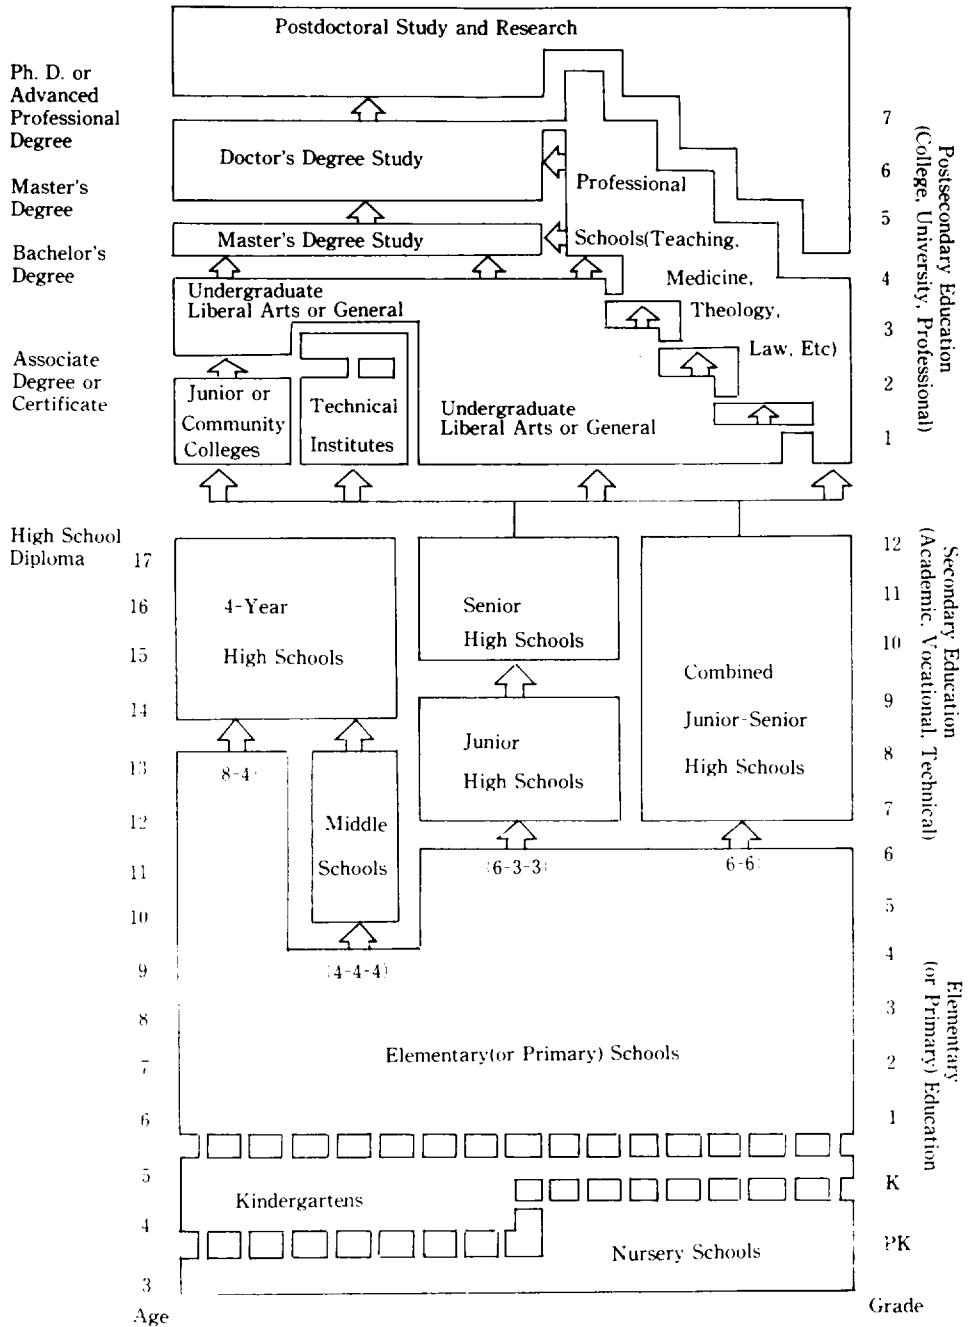 Postdoctoral Study and Research
Ph. D. or
Advanced
Professional
Degree
Doctor's Degree Study
Master's
Degree
Master's Degree Study
Bachelor's
Degree
Professional
Schools(Teaching,
Medicine,
Theology,
Law, Etc)
Undergraduate
Liberal Arts or General
Associate
Degree or
Certificate
Junior or
Community
Colleges
Technical
Institutes
Undergraduate
Liberal Arts or General
7
6
5
4
3
2
1
Postsecondary Education
(College, University, Professional)
High School
Diploma
17
16
15
14
13
12
11
10
9
8
7
6
5
4
3
Age
4-Year
High Schools
Senior
High Schools
Combined
Junior-Senior
High Schools
Junior
High Schools
8-4)
Middle
Schools
(6-3-3)
6-6)
(4-4-4)
Elementary(or Primary) Schools
Kindergartens
Nursery Schools
12
11
10
9
8
7
6
5
4
3
2
1
K
PK
Grade
Secondary Education
(Academic, Vocational, Technical)
Elementary
(or Primary) Education